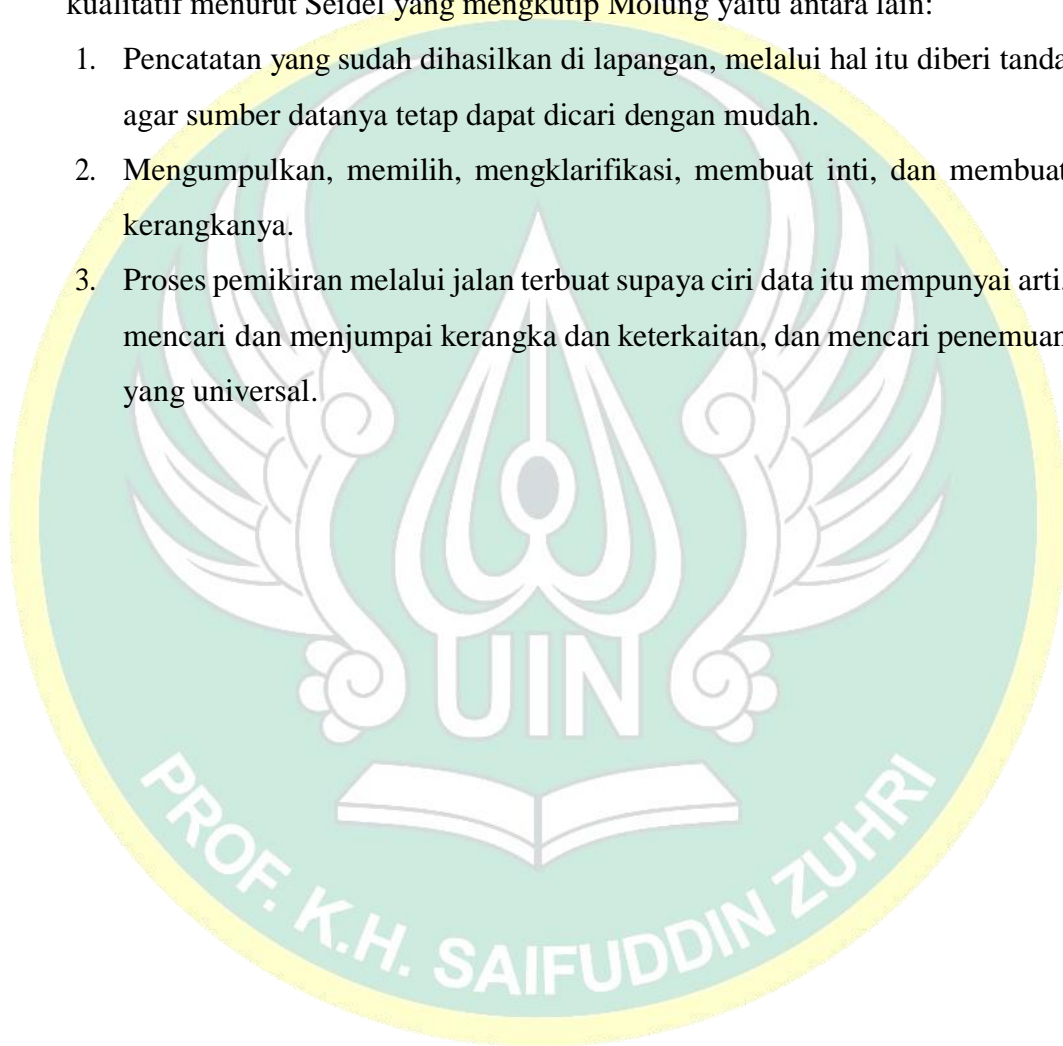 kualitatif menurut Seidel yang mengkutip Molung yaitu antara lain:
1. Pencatatan yang sudah dihasilkan di lapangan, melalui hal itu diberi tanda
agar sumber datanya tetap dapat dicari dengan mudah.
2. Mengumpulkan, memilih, mengklarifikasi, membuat inti, dan membuat
kerangkanya.
3. Proses pemikiran melalui jalan terbuat supaya ciri data itu mempunyai arti,
mencari dan menjumpai kerangka dan keterkaitan, dan mencari penemuan
yang universal.
UIN
PROF. K.H. SAIFUDDIN ZUHRI